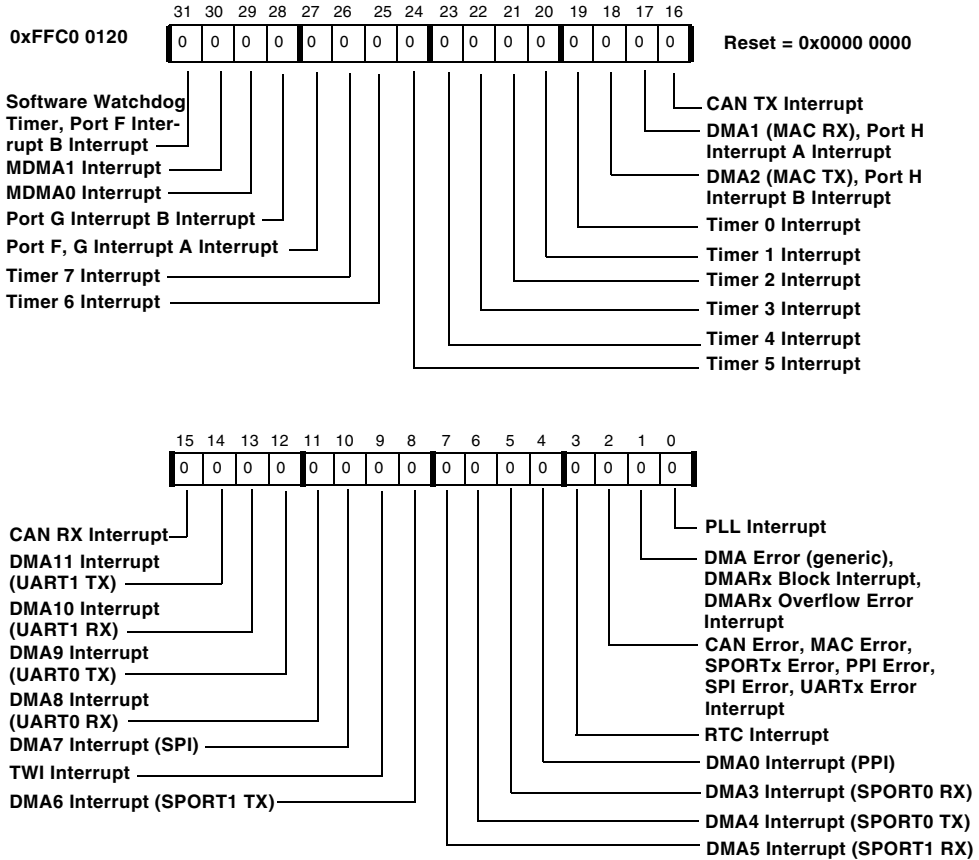 31 30 29 28 27 26 25 24 23 22 21 20 19 18 17 16
0xFFC0 0120
0 0 0 0 0 0 0 0 0 0 0 0 0 0 0 0
Reset = 0x0000 0000
Software Watchdog
Timer, Port F Inter-
rupt B Interrupt
MDMA1 Interrupt
MDMA0 Interrupt
Port G Interrupt B Interrupt
Port F, G Interrupt A Interrupt
Timer 7 Interrupt
Timer 6 Interrupt
CAN TX Interrupt
DMA1 (MAC RX), Port H
Interrupt A Interrupt
DMA2 (MAC TX), Port H
Interrupt B Interrupt
Timer 0 Interrupt
Timer 1 Interrupt
Timer 2 Interrupt
Timer 3 Interrupt
Timer 4 Interrupt
Timer 5 Interrupt
15 14 13 12 11 10 9 8 7 6 5 4 3 2 1 0
0 0 0 0 0 0 0 0 0 0 0 0 0 0 0 0
CAN RX Interrupt
DMA11 Interrupt
(UART1 TX)
DMA10 Interrupt
(UART1 RX)
DMA9 Interrupt
(UART0 TX)
DMA8 Interrupt
(UART0 RX)
DMA7 Interrupt (SPI)
TWI Interrupt
DMA6 Interrupt (SPORT1 TX)
PLL Interrupt
DMA Error (generic),
DMARx Block Interrupt,
DMARx Overflow Error
Interrupt
CAN Error, MAC Error,
SPORTx Error, PPI Error,
SPI Error, UARTx Error
Interrupt
RTC Interrupt
DMA0 Interrupt (PPI)
DMA3 Interrupt (SPORT0 RX)
DMA4 Interrupt (SPORT0 TX)
DMA5 Interrupt (SPORT1 RX)